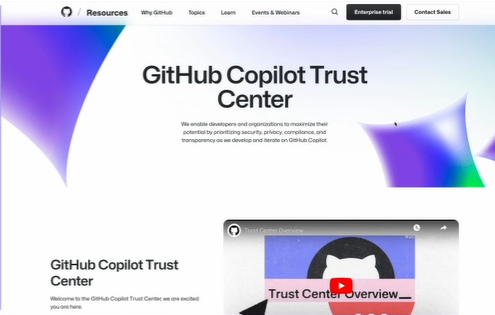 / Resources Why GitHub Topics Learn Events & Webinars Enterprise trial Contact Sales
GitHub Copilot Trust
Center
We enable developers and organizations to maximize their
potential by prioritizing security, privacy, compliance, and
transparency as we develop and iterate on GitHub Copilot.
GitHub Copilot Trust
Center
Welcome to the GitHub Copilot Trust Center, we are excited
you are here.
Trust Center Overview
Trust Center Overview_